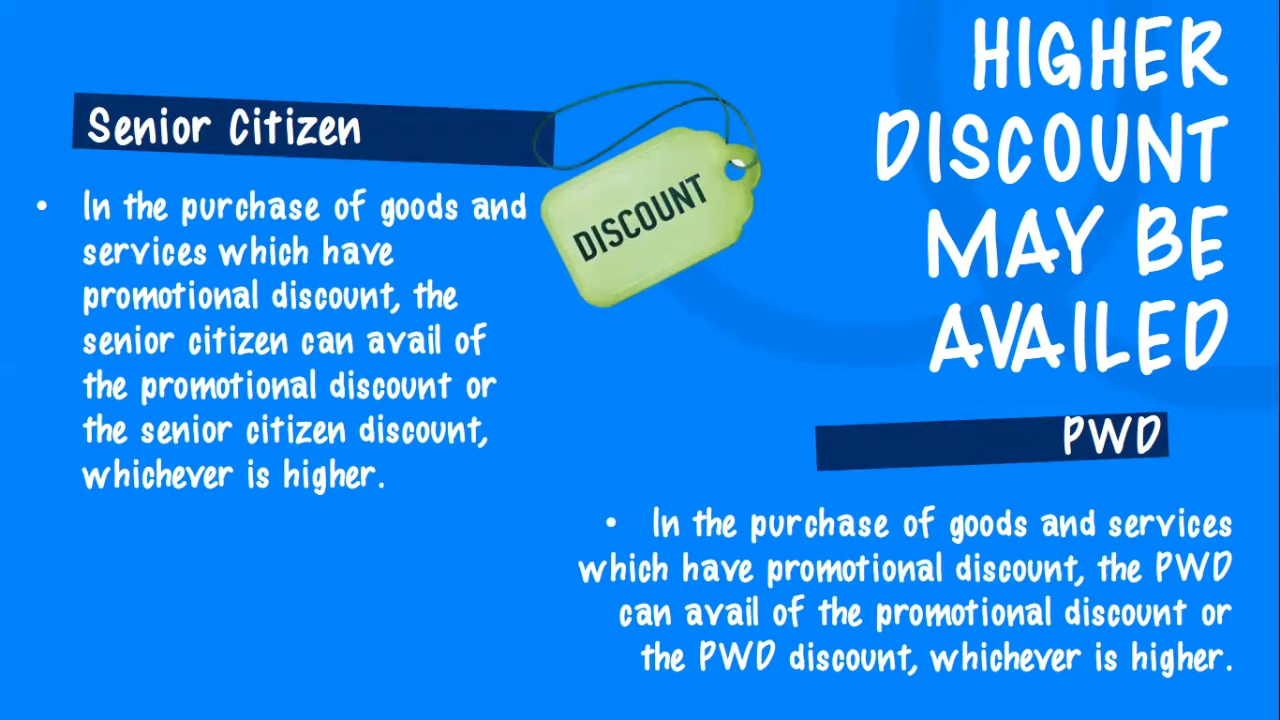 HIGHER
DISCOUNT
MAY BE
AVAILED
Senior Citizen
• In the purchase of goods and
services which have
promotional discount, the
senior citizen can avail of
the promotional discount or
the senior citizen discount,
whichever is higher.
DISCOUNT
PWD
• In the purchase of goods and services
which have promotional discount, the PWD
can avail of the promotional discount or
the PWD discount, whichever is higher.